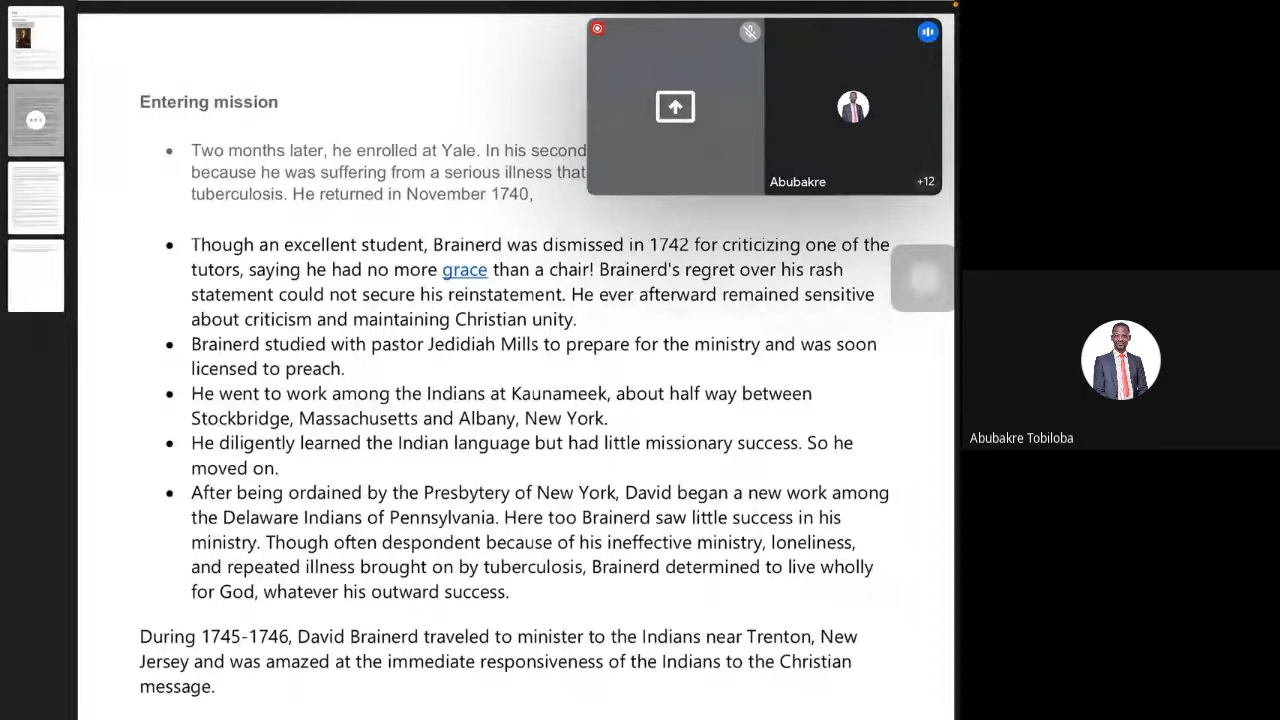 Entering mission
Two months later, he enrolled at Yale. In his second
because he was suffering from a serious illness that
tuberculosis. He returned in November 1740,
Though an excellent student, Brainerd was dismissed in 1742 for criticizing one of the
tutors, saying he had no more grace than a chair! Brainerd's regret over his rash
statement could not secure his reinstatement. He ever afterward remained sensitive
about criticism and maintaining Christian unity.
Brainerd studied with pastor Jedidiah Mills to prepare for the ministry and was soon
licensed to preach.
He went to work among the Indians at Kaunameek, about half way between
Stockbridge, Massachusetts and Albany, New York.
He diligently learned the Indian language but had little missionary success. So he
moved on.
After being ordained by the Presbytery of New York, David began a new work among
the Delaware Indians of Pennsylvania. Here too Brainerd saw little success in his
ministry. Though often despondent because of his ineffective ministry, loneliness,
and repeated illness brought on by tuberculosis, Brainerd determined to live wholly
for God, whatever his outward success.
During 1745-1746, David Brainerd traveled to minister to the Indians near Trenton, New
Jersey and was amazed at the immediate responsiveness of the Indians to the Christian
message.
Abubakre
+12
Abubakre Tobiloba